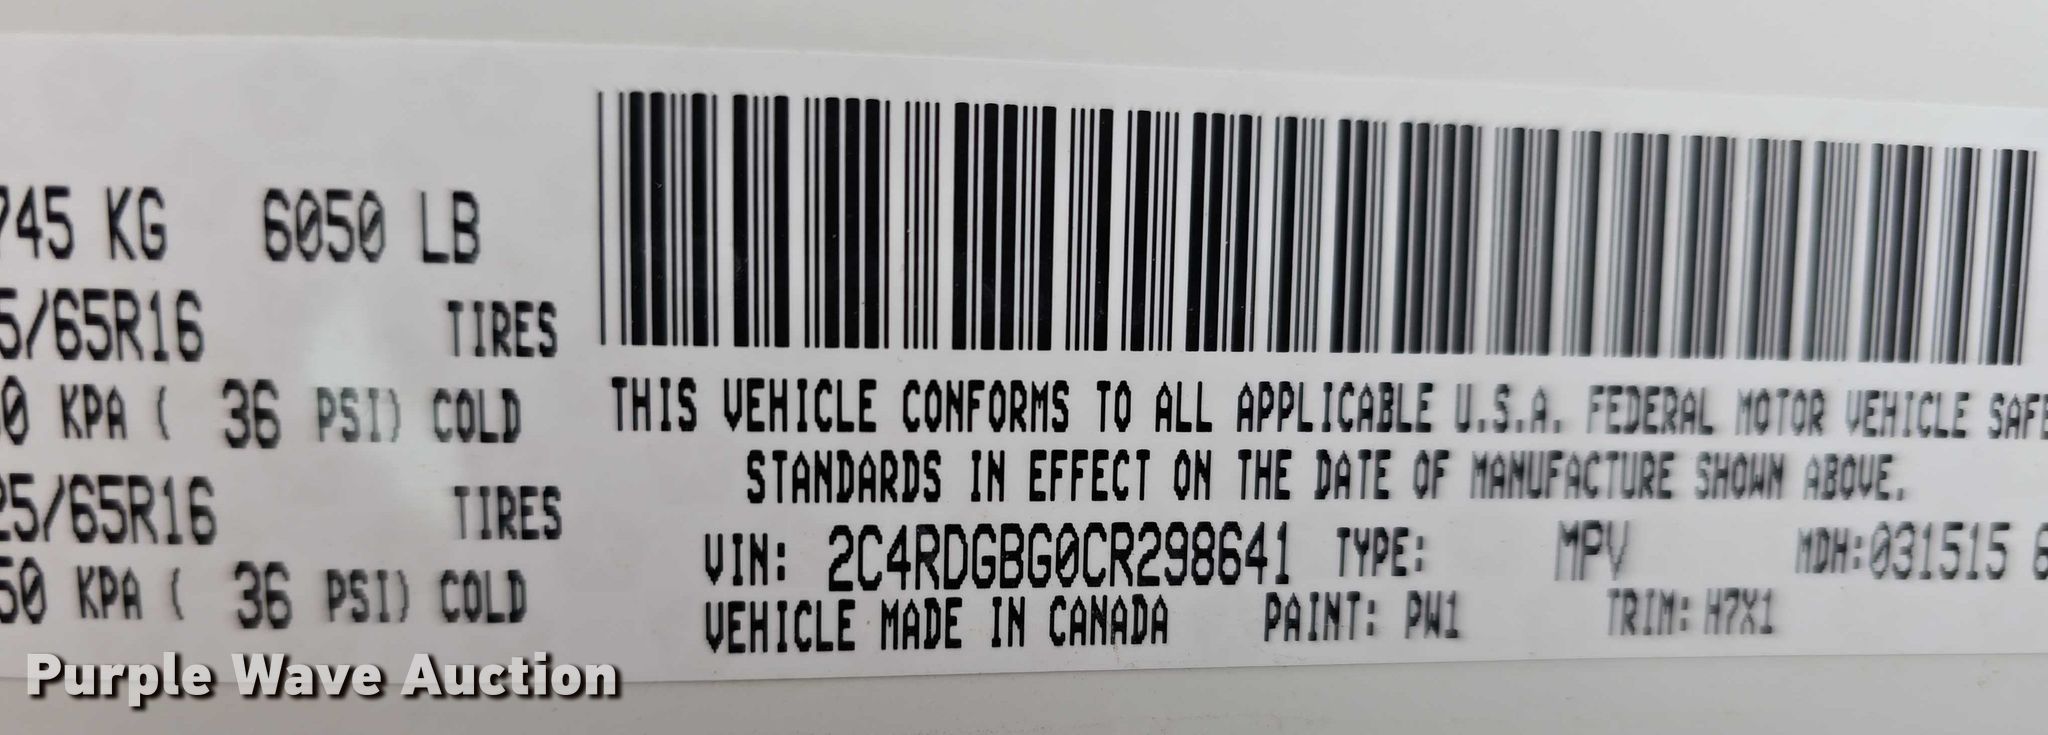 745 KG 6050 LB
5/65R16 TIRES
0 KPA ( 36 PSI) COLD
25/65R16 TIRES
50 KPA ( 36 PSI) COLD
THIS VEHICLE CONFORMS TO ALL APPLICABLE U.S.A. FEDERAL MOTOR VEHICLE SAFE
STANDARDS IN EFFECT ON THE DATE OF MANUFACTURE SHOWN ABOVE.
VIN: 2C4RDGBG0CR298641 TYPE: MPV MDH:031515 6
VEHICLE MADE IN CANADA PAINT: PW1 TRIM: H7X1
Purple Wave Auction